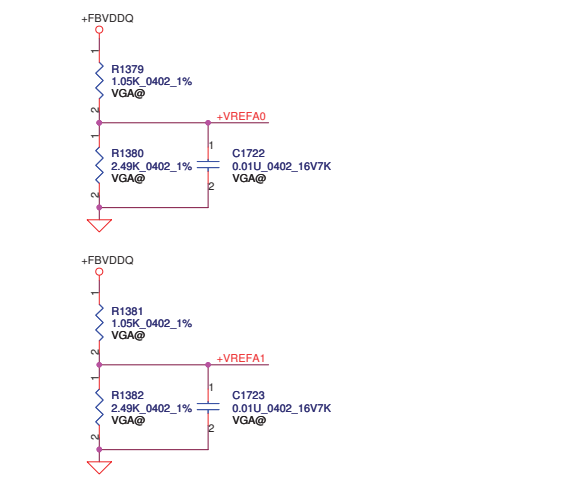 +FBVDDQ
1
R1379
1.05K_0402_1%
VGA@
2
+VREFA0
1
1
R1380
2.49K_0402_1%
VGA@
C1722
0.01U_0402_16V7K
VGA@
2
2
+FBVDDQ
1
R1381
1.05K_0402_1%
VGA@
2
+VREFA1
1
1
R1382
2.49K_0402_1%
VGA@
C1723
0.01U_0402_16V7K
VGA@
2
2